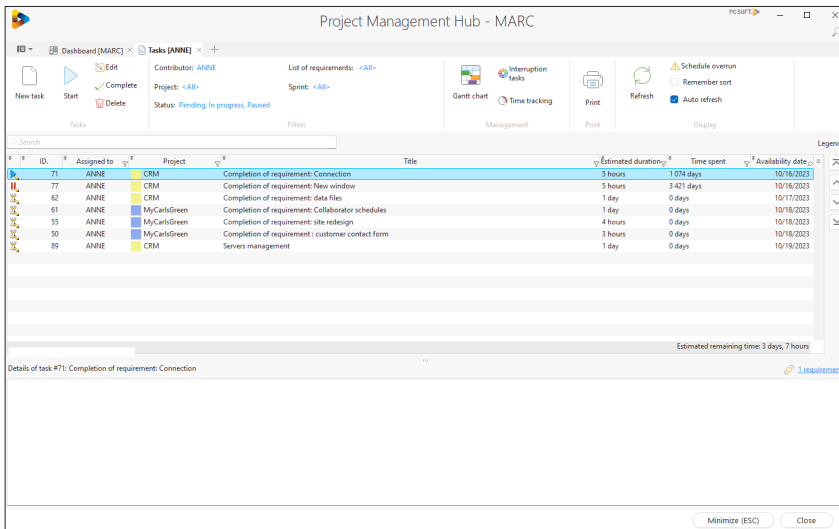 Project Management Hub - MARC
PCSOFT
Dashboard [MARC]
Tasks [ANNE]
New task
Start
Edit
Complete
Delete
Tasks
Contributor: ANNE
Project: <All>
Status: Pending, In progress, Paused
List of requirements: <All>
Sprint: <All>
Filters
Gantt chart
Interruption
tasks
Time tracking
Management
Print
Print
Refresh
Schedule overrun
Remember sort
Auto refresh
Display
Search
Legend
ID. Assigned to Project Title Estimated duration Time spent Availability date
71 ANNE CRM Completion of requirement: Connection 5 hours 1 074 days 10/16/2023
77 ANNE CRM Completion of requirement: New window 5 hours 3 421 days 10/16/2023
62 ANNE CRM Completion of requirement: data files 1 day 0 days 10/17/2023
61 ANNE MyCarIsGreen Completion of requirement: Collaborator schedules 1 day 0 days 10/18/2023
55 ANNE MyCarIsGreen Completion of requirement: site redesign 4 hours 0 days 10/18/2023
50 ANNE MyCarIsGreen Completion of requirement : customer contact form 3 hours 0 days 10/18/2023
89 ANNE CRM Servers management 1 day 0 days 10/19/2023
Estimated remaining time: 3 days, 7 hours
Details of task #71: Completion of requirement: Connection
1 requiremen
Minimize (ESC)
Close